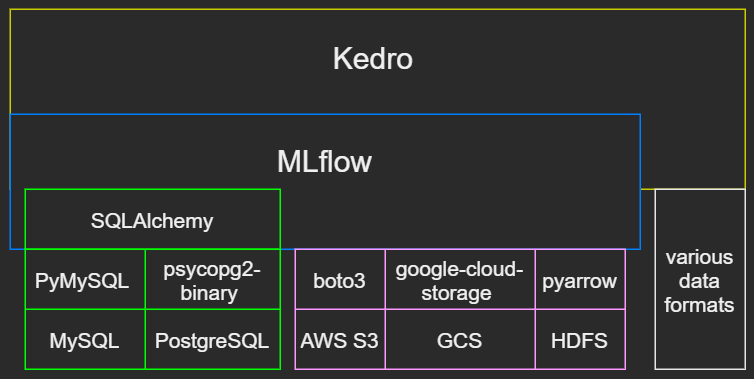 Kedro
MLflow
SQLAlchemy
PyMySQL
psycopg2-
binary
boto3
google-cloud-
storage
pyarrow
various
data
formats
MySQL
PostgreSQL
AWS S3
GCS
HDFS